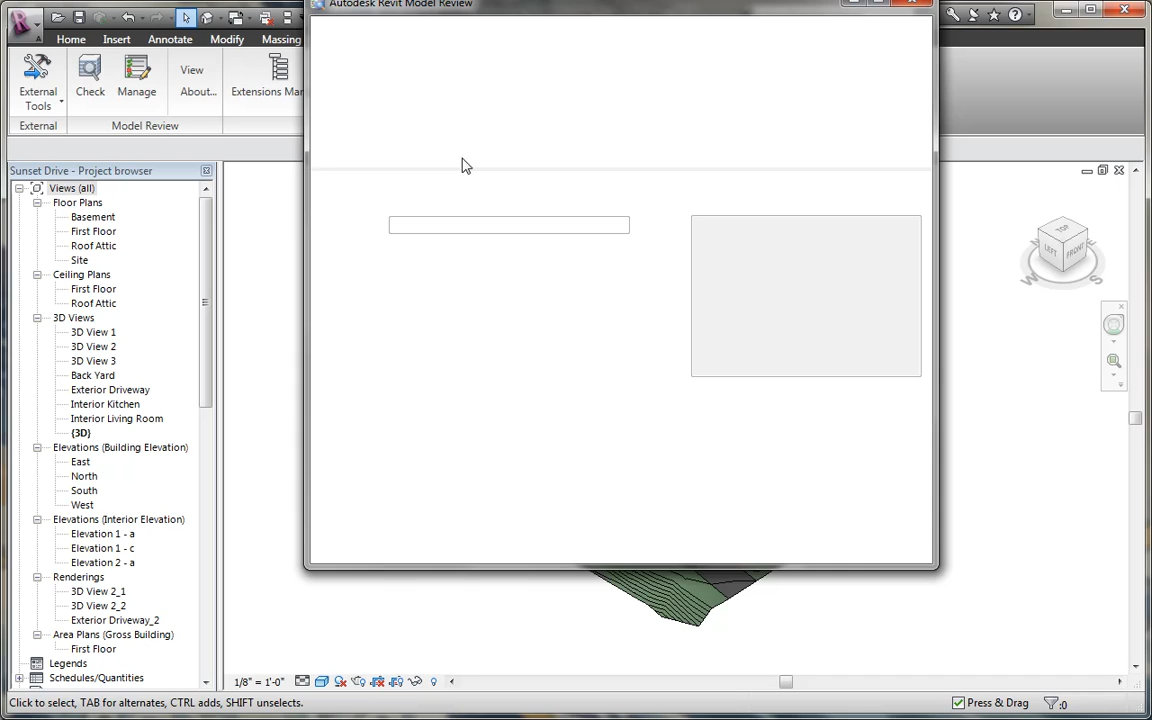 Autodesk Revit Model Review
Home Insert Annotate Modify Massing
External
Tools
Check
Manage
View
About...
Extensions Mar
External
Model Review
Sunset Drive - Project browser
Views (all)
Floor Plans
Basement
First Floor
Roof Attic
Site
Ceiling Plans
First Floor
Roof Attic
3D Views
3D View 1
3D View 2
3D View 3
Back Yard
Exterior Driveway
Interior Kitchen
Interior Living Room
{3D}
Elevations (Building Elevation)
East
North
South
West
Elevations (Interior Elevation)
Elevation 1 - a
Elevation 1 - c
Elevation 2 - a
Renderings
3D View 2_1
3D View 2_2
Exterior Driveway_2
Area Plans (Gross Building)
First Floor
Legends
Schedules/Quantities
TOP
LEFT
FRONT
W
S
1/8" = 1'-0"
Click to select, TAB for alternates, CTRL adds, SHIFT unselects.
Press & Drag
:0